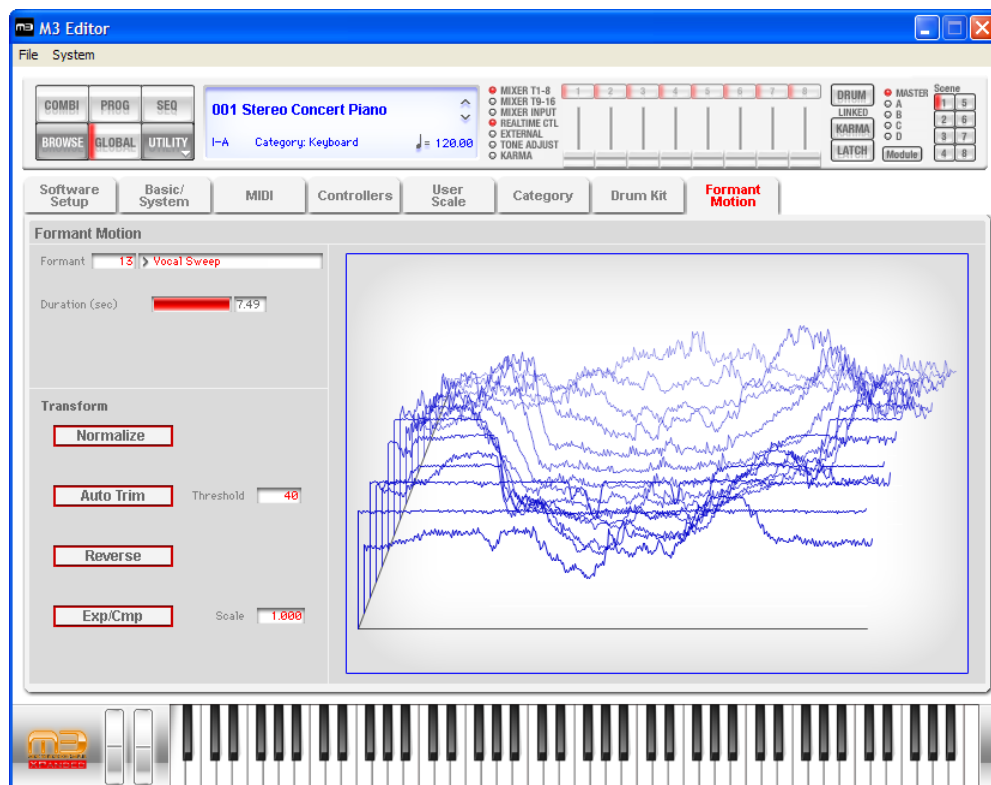 M3 Editor
File System
COMBI PROG SEQ
BROWSE GLOBAL UTILITY
001 Stereo Concert Piano
I-A Category: Keyboard ♩= 120.00
MIXER T1-8
MIXER T9-16
MIXER INPUT
REALTIME CTL
EXTERNAL
TONE ADJUST
KARMA
1 2 3 4 5 6 7 8
DRUM
LINKED
KARMA
LATCH
MASTER
A
B
C
D
Module
Scene
1 5
2 6
3 7
4 8
Software Setup
Basic/ System
MIDI
Controllers
User Scale
Category
Drum Kit
Formant Motion
Formant Motion
Formant 13 Vocal Sweep
Duration (sec) 7.49
Transform
Normalize
Auto Trim Threshold 40
Reverse
Exp/Cmp Scale 1.000
m3
XPANDED